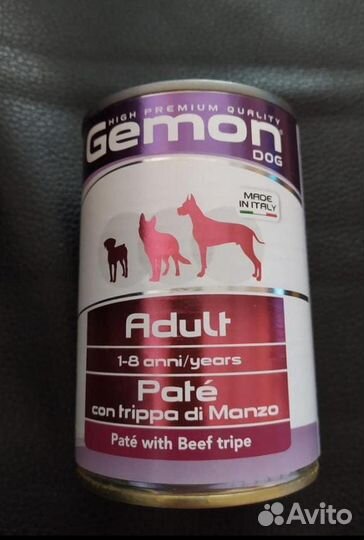 HIGH PREMIUM QUALITY
Gemon
DOG
MADE
IN ITALY
Adult
1-8 anni/years
Paté
con trippa di Manzo
Paté with Beef tripe
Avito